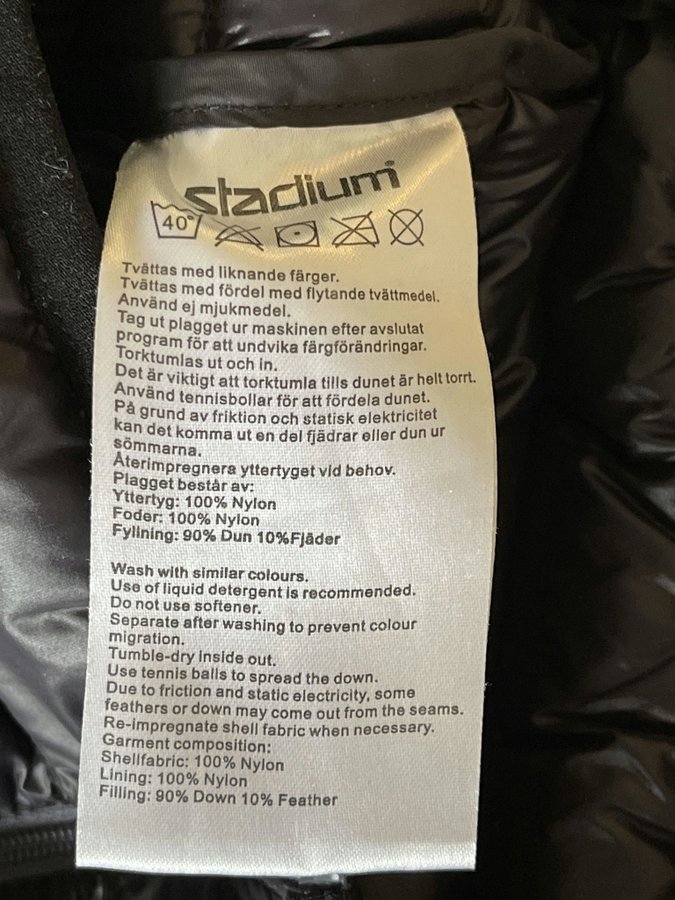 stadium
40°
Tvättas med liknande färger.
Tvättas med fördel med flytande tvättmedel.
Använd ej mjukmedel.
Tag ut plagget ur maskinen efter avslutat
program för att undvika färgförändringar.
Torktumlas ut och in.
Det är viktigt att torktumla tills dunet är helt torrt.
Använd tennisbollar för att fördela dunet.
På grund av friktion och statisk elektricitet
kan det komma ut en del fjädrar eller dun ur
sömmarna.
Återimpregnera yttertyget vid behov.
Plagget består av:
Yttertyg: 100% Nylon
Foder: 100% Nylon
Fyllning: 90% Dun 10%Fjäder
Wash with similar colours.
Use of liquid detergent is recommended.
Do not use softener.
Separate after washing to prevent colour
migration.
Tumble-dry inside out.
Use tennis balls to spread the down.
Due to friction and static electricity, some
feathers or down may come out from the seams.
Re-impregnate shell fabric when necessary.
Garment composition:
Shellfabric: 100% Nylon
Lining: 100% Nylon
Filling: 90% Down 10% Feather